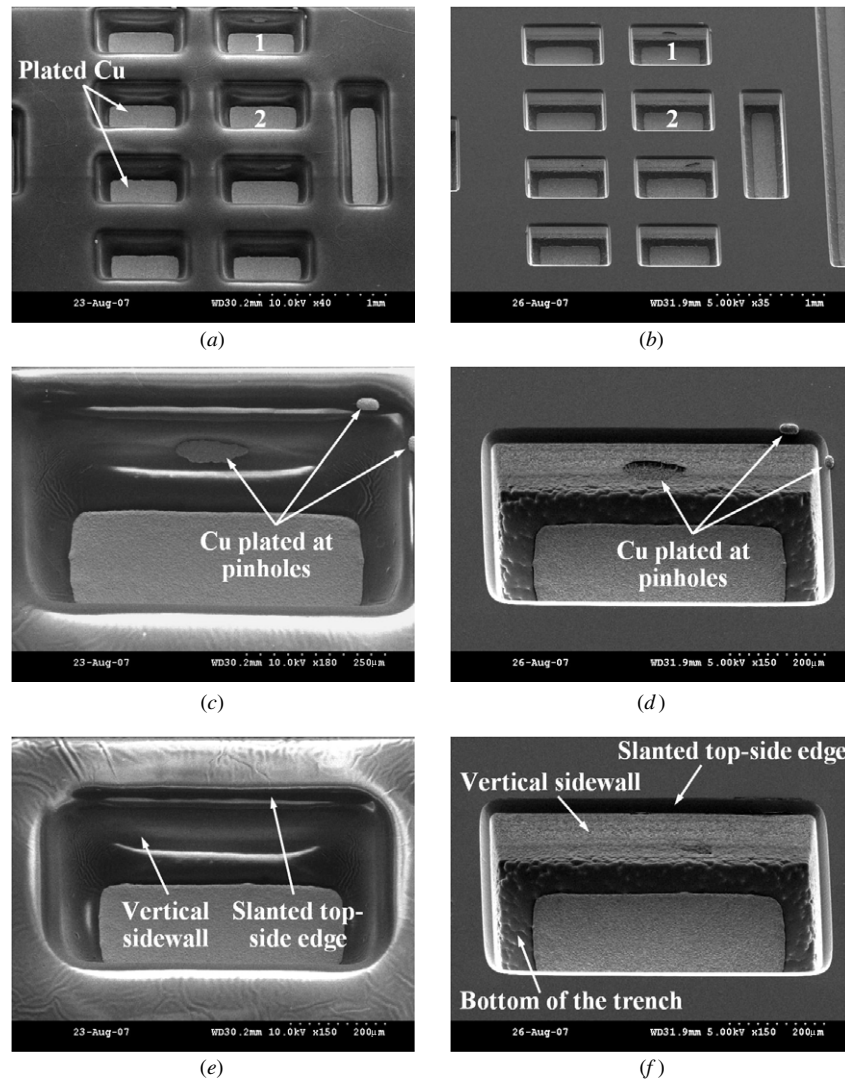 1
Plated Cu
2
23-Aug-07 WD30.2mm 10.0kV x40 1mm
(a)
1
2
26-Aug-07 WD31.9mm 5.00kV x35 1mm
(b)
Cu plated at
pinholes
23-Aug-07 WD30.2mm 10.0kV x180 250μm
(c)
Cu plated at
pinholes
26-Aug-07 WD31.9mm 5.00kV x150 200μm
(d)
Vertical
sidewall
Slanted top-
side edge
23-Aug-07 WD30.2mm 10.0kV x150 200μm
(e)
Slanted top-side edge
Vertical sidewall
Bottom of the trench
26-Aug-07 WD31.9mm 5.00kV x150 200μm
(f)